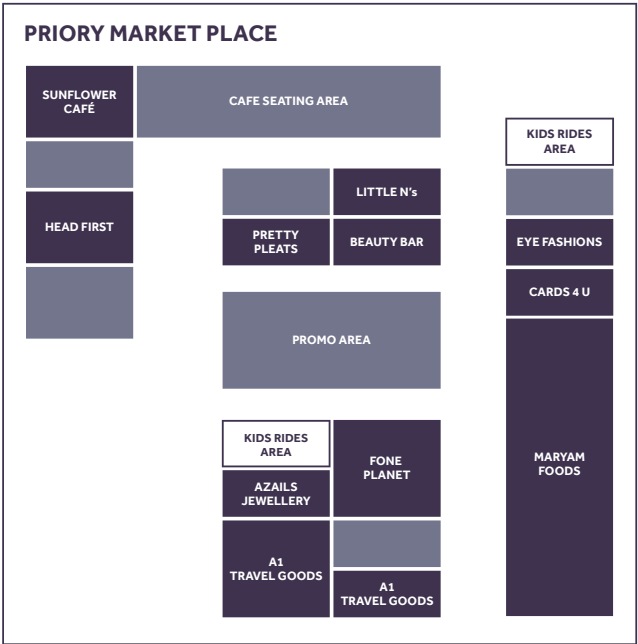 PRIORY MARKET PLACE
SUNFLOWER
CAFÉ
CAFE SEATING AREA
KIDS RIDES
AREA
LITTLE N's
HEAD FIRST
PRETTY
PLEATS
BEAUTY BAR
EYE FASHIONS
CARDS 4 U
PROMO AREA
KIDS RIDES
AREA
FONE
PLANET
MARYAM
FOODS
AZAILS
JEWELLERY
A1
TRAVEL GOODS
A1
TRAVEL GOODS